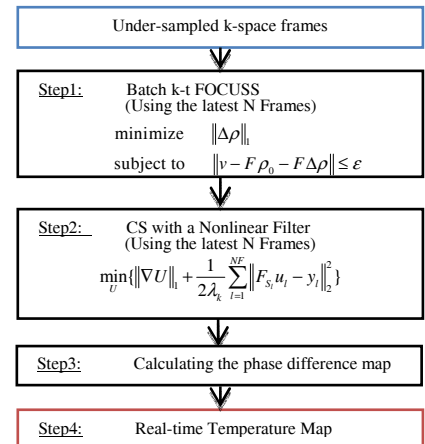 Under-sampled k-space frames
Step1: Batch k-t FOCUSS
(Using the latest N Frames)
minimize ‖Δρ‖₁
subject to ‖v − Fρ₀ − FΔρ‖ ≤ ε
Step2: CS with a Nonlinear Filter
(Using the latest N Frames)
min_U{‖∇U‖₁ + 1/(2λ_k) ∑_{l=1}^{NF} ‖F_{S_l} u_l − y_l‖₂²}
Step3: Calculating the phase difference map
Step4: Real-time Temperature Map